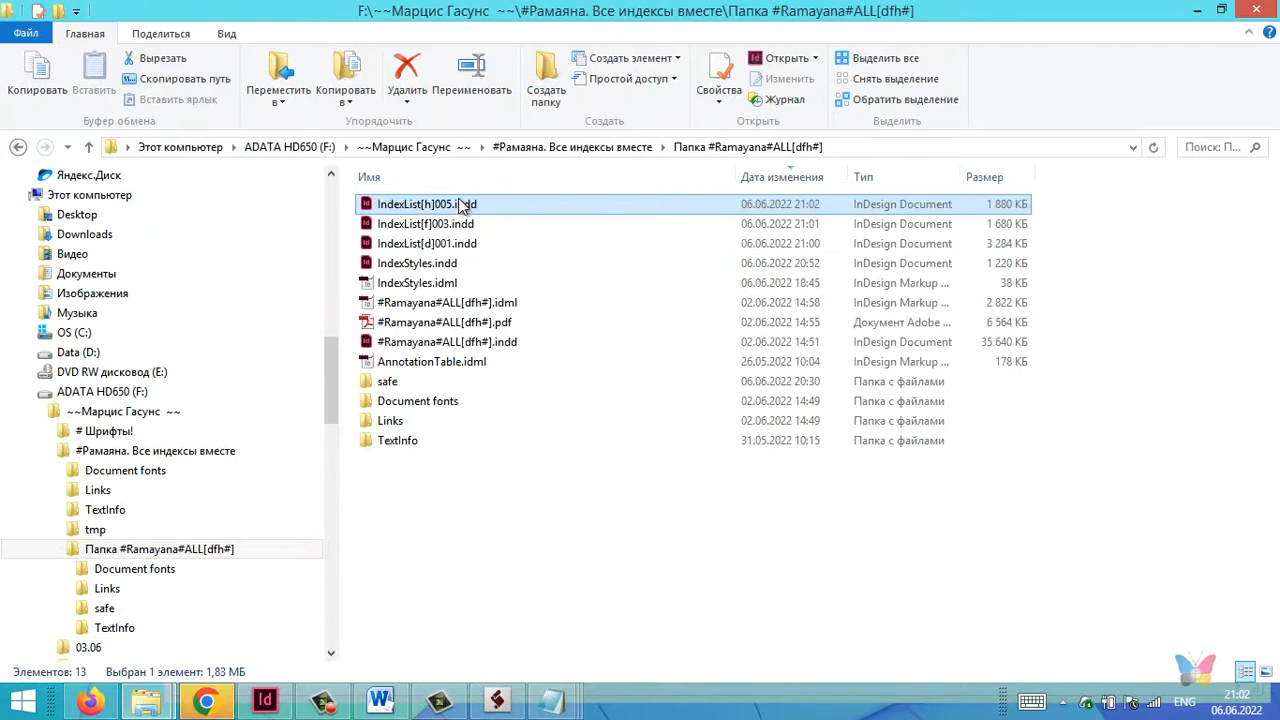 F:\~~Марцис Гасунс  ~~\#Рамаяна. Все индексы вместе\Папка #Ramayana#ALL[dfh#]
Файл
Главная
Поделиться
Вид
Копировать
Вставить
Вырезать
Скопировать путь
Вставить ярлык
Буфер обмена
Переместить в
Копировать в
Удалить
Переименовать
Упорядочить
Создать папку
Создать элемент
Простой доступ
Создать
Свойства
Открыть
Изменить
Журнал
Открыть
Выделить все
Снять выделение
Обратить выделение
Выделить
Этот компьютер
ADATA HD650 (F:)
~~Марцис Гасунс  ~~
#Рамаяна. Все индексы вместе
Папка #Ramayana#ALL[dfh#]
Поиск: П...
Яндекс.Диск
Этот компьютер
Desktop
Downloads
Видео
Документы
Изображения
Музыка
OS (C:)
Data (D:)
DVD RW дисковод (E:)
ADATA HD650 (F:)
~~Марцис Гасунс  ~~
# Шрифты!
#Рамаяна. Все индексы вместе
Document fonts
Links
TextInfo
tmp
Папка #Ramayana#ALL[dfh#]
Document fonts
Links
safe
TextInfo
03.06
Имя Дата изменения Тип Размер
IndexList[h]005.indd 06.06.2022 21:02 InDesign Document 1 880 КБ
IndexList[f]003.indd 06.06.2022 21:01 InDesign Document 1 680 КБ
IndexList[d]001.indd 06.06.2022 21:00 InDesign Document 3 284 КБ
IndexStyles.indd 06.06.2022 20:52 InDesign Document 1 220 КБ
IndexStyles.idml 06.06.2022 18:45 InDesign Markup ... 38 КБ
#Ramayana#ALL[dfh#].idml 02.06.2022 14:58 InDesign Markup ... 2 822 КБ
#Ramayana#ALL[dfh#].pdf 02.06.2022 14:55 Документ Adobe ... 6 564 КБ
#Ramayana#ALL[dfh#].indd 02.06.2022 14:51 InDesign Document 35 640 КБ
AnnotationTable.idml 26.05.2022 10:04 InDesign Markup ... 178 КБ
safe 06.06.2022 20:30 Папка с файлами
Document fonts 02.06.2022 14:49 Папка с файлами
Links 02.06.2022 14:49 Папка с файлами
TextInfo 31.05.2022 10:15 Папка с файлами
Элементов: 13 Выбран 1 элемент: 1,83 МБ
ENG
21:02
06.06.2022